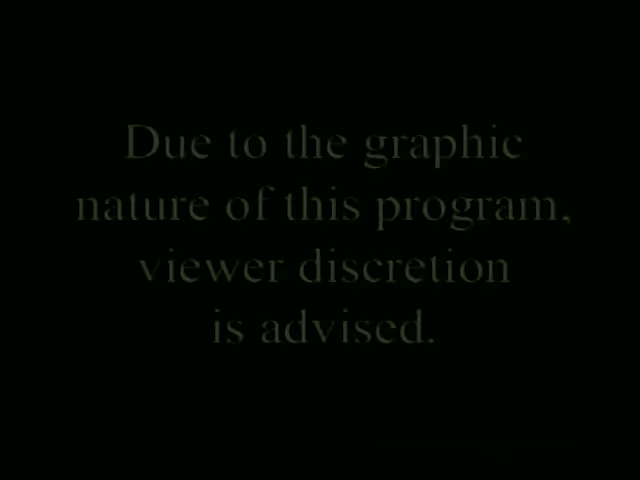 Due to the graphic
nature of this program,
viewer discretion
is advised.